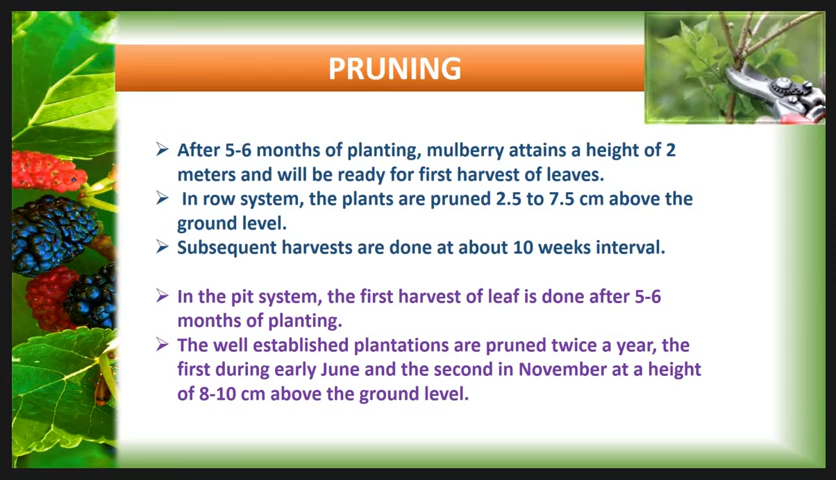 PRUNING
➢ After 5-6 months of planting, mulberry attains a height of 2
meters and will be ready for first harvest of leaves.
➢ In row system, the plants are pruned 2.5 to 7.5 cm above the
ground level.
➢ Subsequent harvests are done at about 10 weeks interval.
➢ In the pit system, the first harvest of leaf is done after 5-6
months of planting.
➢ The well established plantations are pruned twice a year, the
first during early June and the second in November at a height
of 8-10 cm above the ground level.